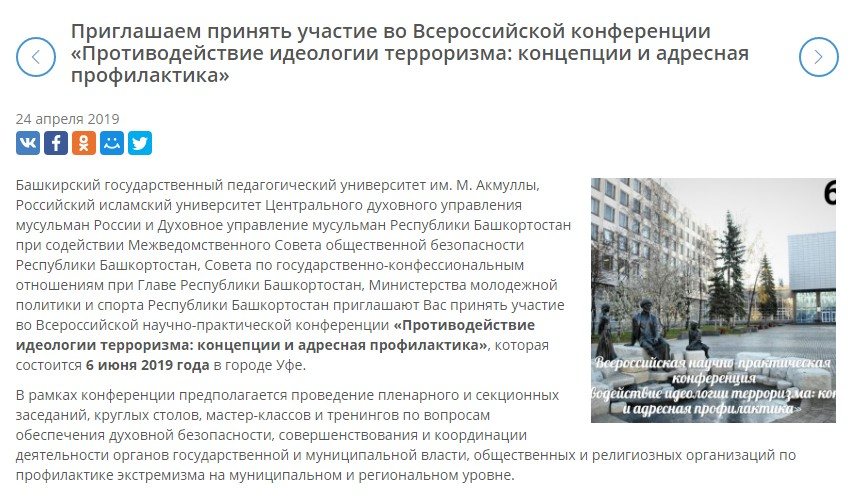 Приглашаем принять участие во Всероссийской конференции
«Противодействие идеологии терроризма: концепции и адресная
профилактика»
24 апреля 2019
Башкирский государственный педагогический университет им. М. Акмуллы,
Российский исламский университет Центрального духовного управления
мусульман России и Духовное управление мусульман Республики Башкортостан
при содействии Межведомственного Совета общественной безопасности
Республики Башкортостан, Совета по государственно-конфессиональным
отношениям при Главе Республики Башкортостан, Министерства молодежной
политики и спорта Республики Башкортостан приглашают Вас принять участие
во Всероссийской научно-практической конференции «Противодействие
идеологии терроризма: концепции и адресная профилактика», которая
состоится 6 июня 2019 года в городе Уфе.
6
Всероссийская научно-практическая
конференция
водействие идеологии терроризма: кон
и адресная профилактика»
В рамках конференции предполагается проведение пленарного и секционных
заседаний, круглых столов, мастер-классов и тренингов по вопросам
обеспечения духовной безопасности, совершенствования и координации
деятельности органов государственной и муниципальной власти, общественных и религиозных организаций по
профилактике экстремизма на муниципальном и региональном уровне.